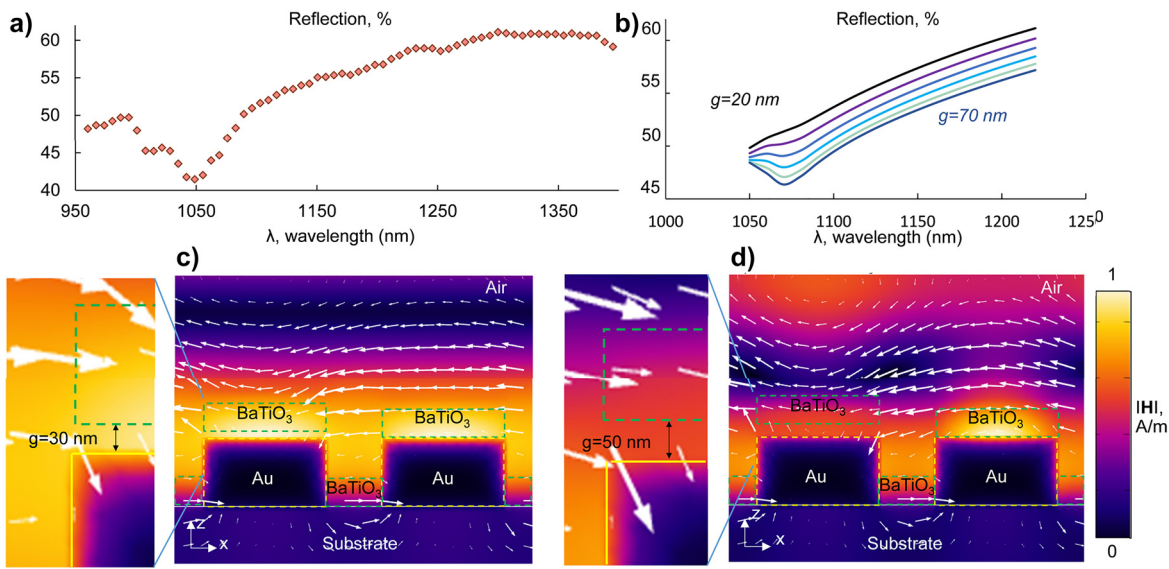 a)
Reflection, %
60
55
50
45
40
950
1050
1150
1250
1350
λ, wavelength (nm)
b)
Reflection, %
60
55
50
45
g=20 nm
g=70 nm
1000
1050
1100
1150
1200
1250
0
λ, wavelength (nm)
c)
Air
BaTiO3
BaTiO3
g=30 nm
Au
Au
BaTiO3
z
x
Substrate
d)
Air
BaTiO3
BaTiO3
g=50 nm
Au
Au
BaTiO3
z
x
Substrate
1
|H|,
A/m
0